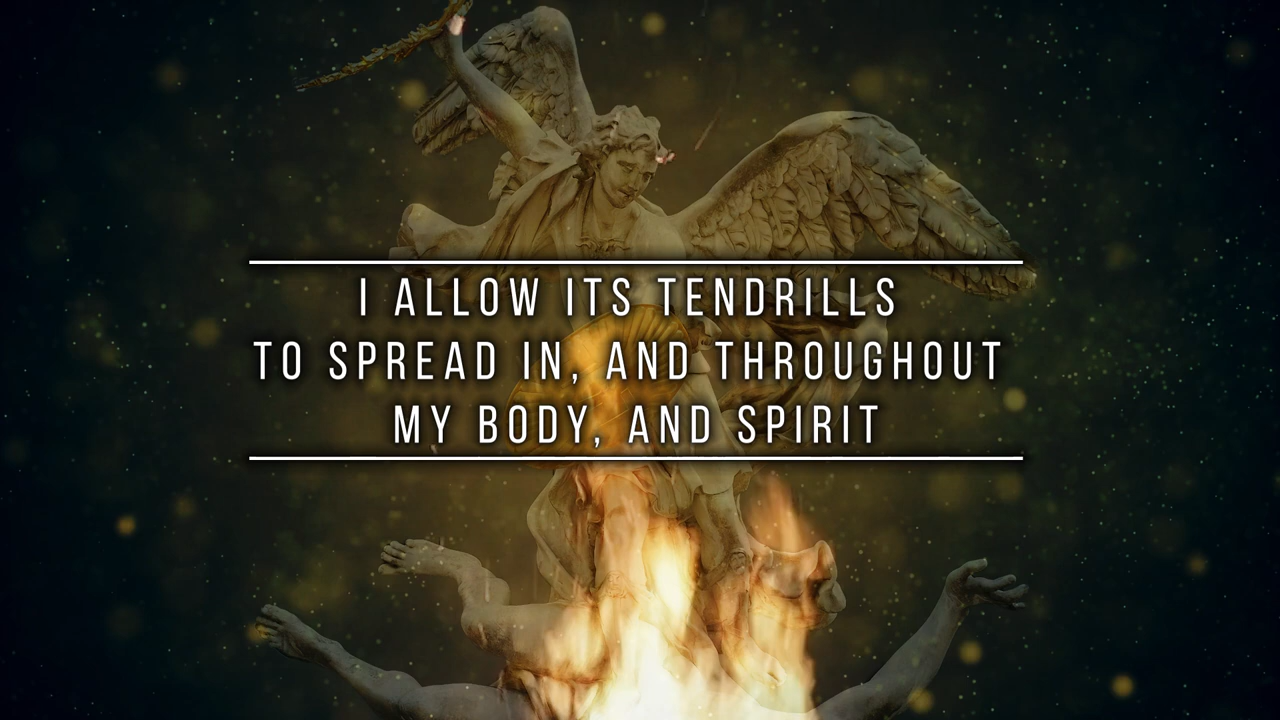 I ALLOW ITS TENDRILLS
TO SPREAD IN, AND THROUGHOUT
MY BODY, AND SPIRIT